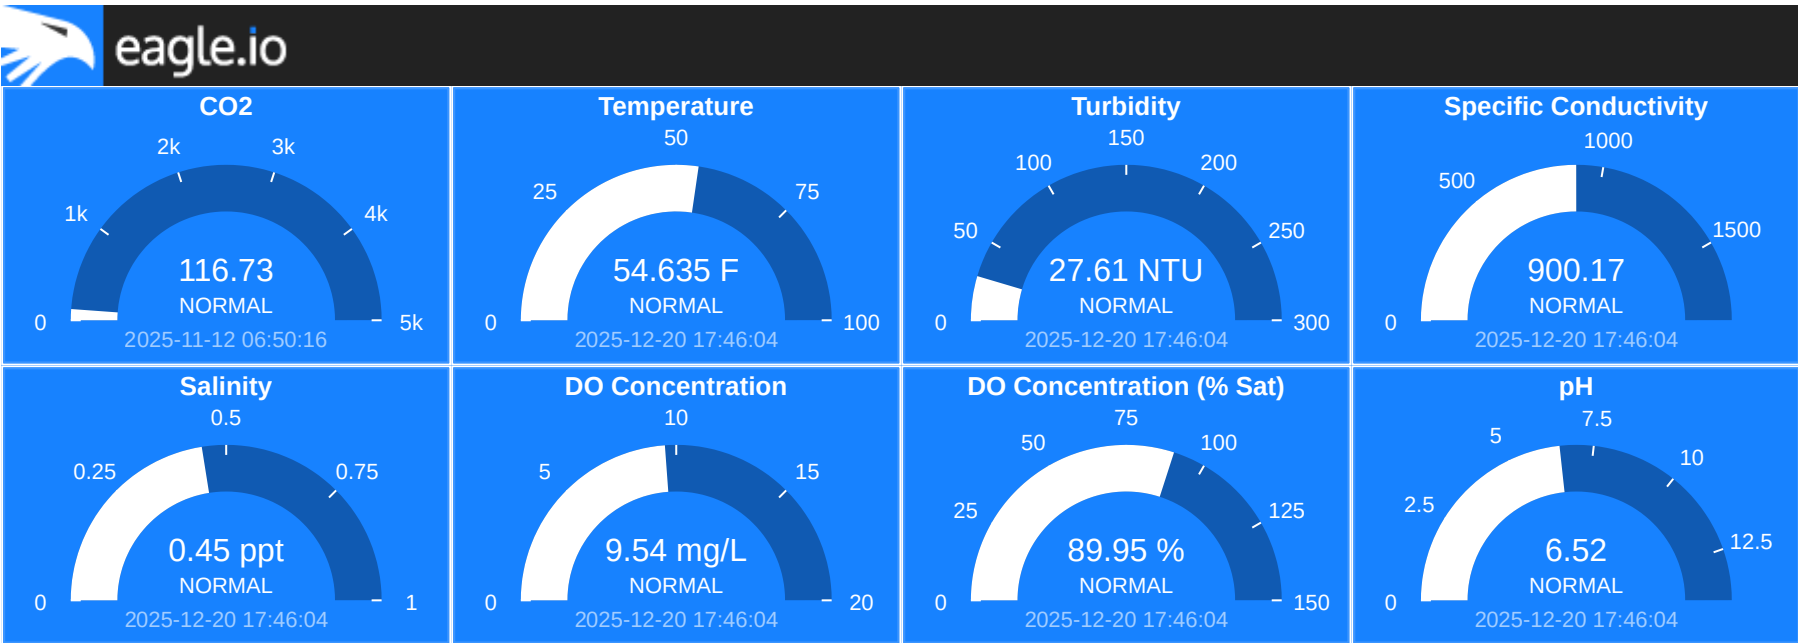 eagle.io
CO2
0
1k
2k
3k
4k
5k
116.73
NORMAL
2025-11-12 06:50:16
Temperature
0
25
50
75
100
54.635 F
NORMAL
2025-12-20 17:46:04
Turbidity
0
50
100
150
200
250
300
27.61 NTU
NORMAL
2025-12-20 17:46:04
Specific Conductivity
0
500
1000
1500
900.17
NORMAL
2025-12-20 17:46:04
Salinity
0
0.25
0.5
0.75
1
0.45 ppt
NORMAL
2025-12-20 17:46:04
DO Concentration
0
5
10
15
20
9.54 mg/L
NORMAL
2025-12-20 17:46:04
DO Concentration (% Sat)
0
25
50
75
100
125
150
89.95 %
NORMAL
2025-12-20 17:46:04
pH
0
2.5
5
7.5
10
12.5
6.52
NORMAL
2025-12-20 17:46:04